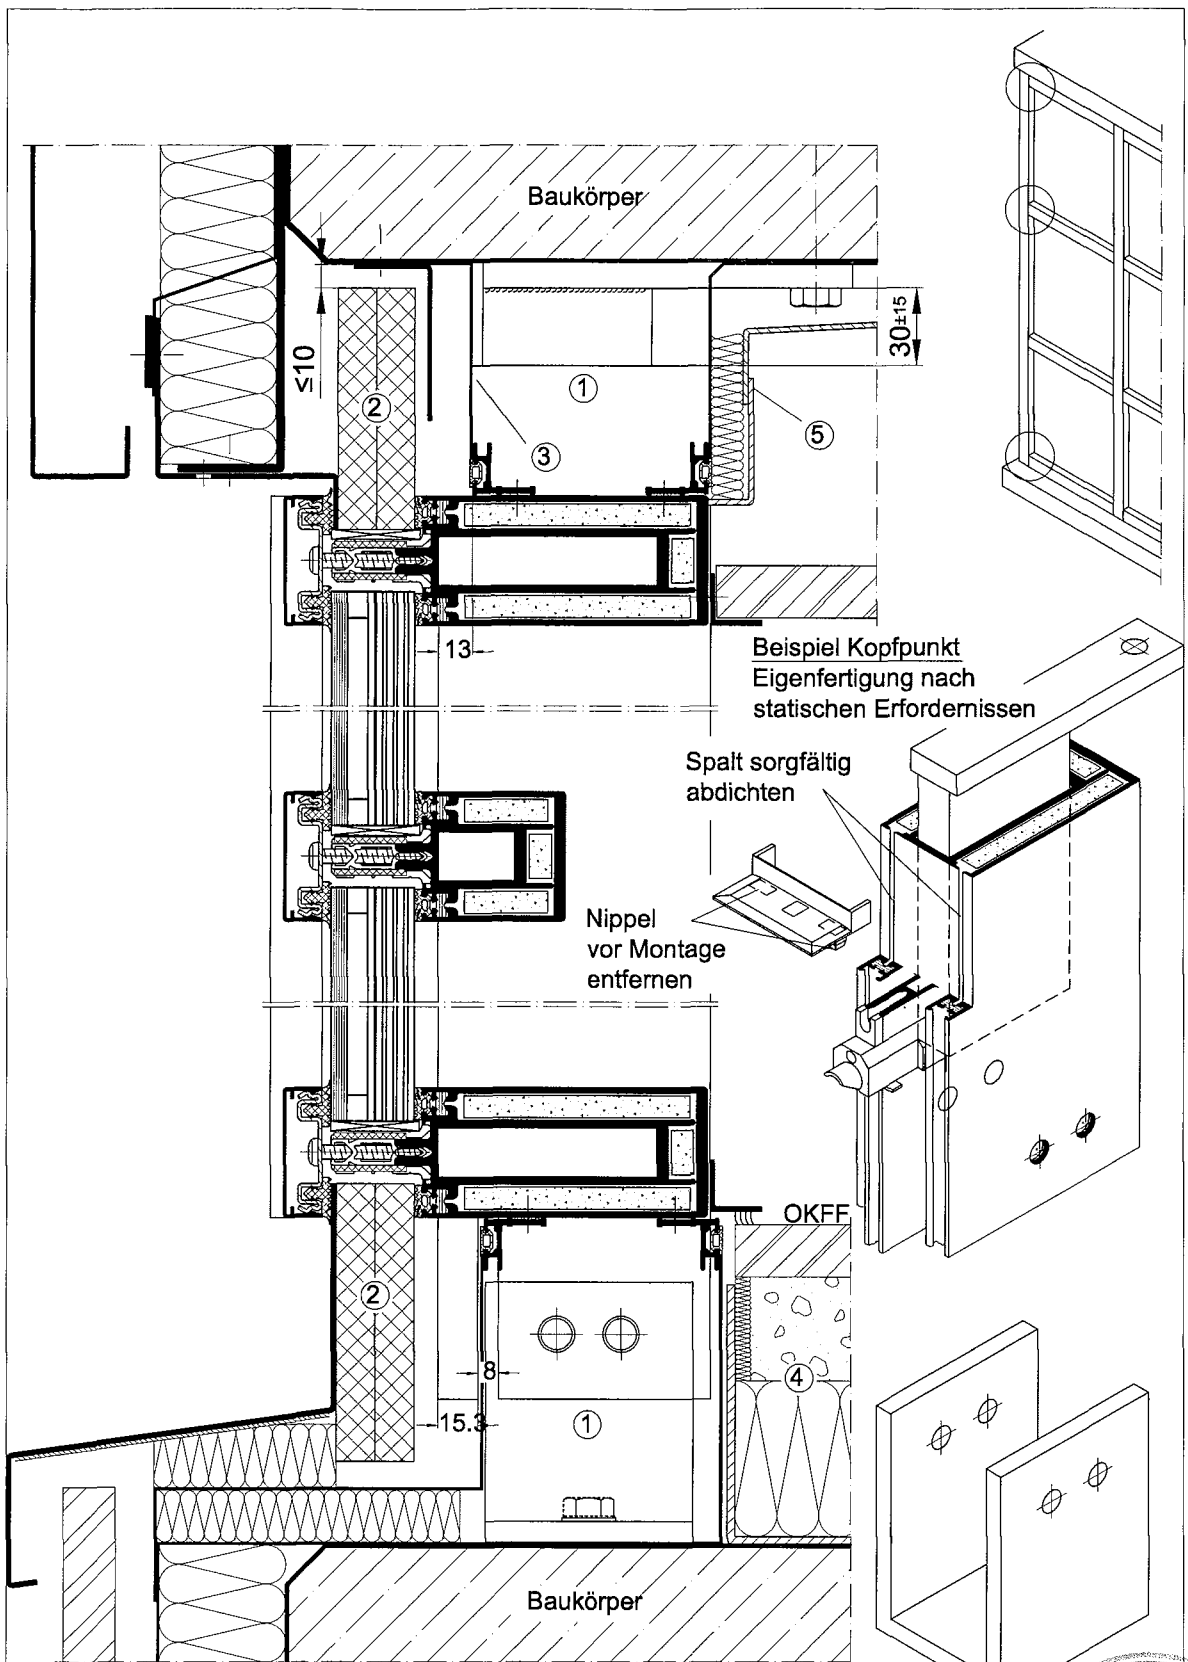 Baukörper
≤10
30±15
1
2
3
5
13
Beispiel Kopfpunkt
Eigenfertigung nach
statischen Erfordernissen
Spalt sorgfältig
abdichten
Nippel
vor Montage
entfernen
OKFF
2
8
4
15.3
1
Baukörper